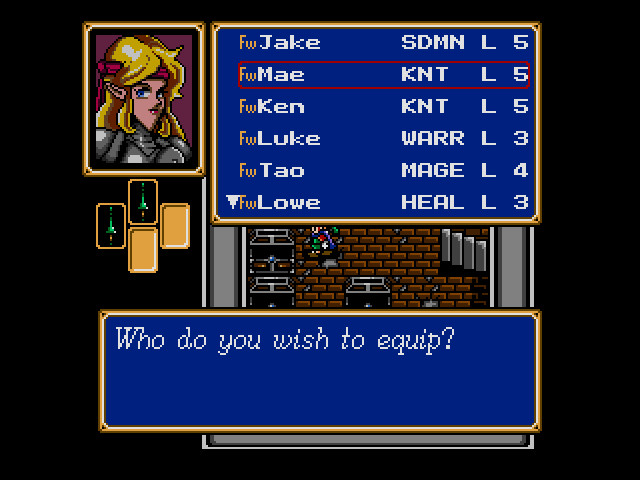 FwJake SDMN L 5
FwMae KNT L 5
FwKen KNT L 5
FwLuke WARR L 3
FwTao MAGE L 4
FwLowe HEAL L 3
Who do you wish to equip?